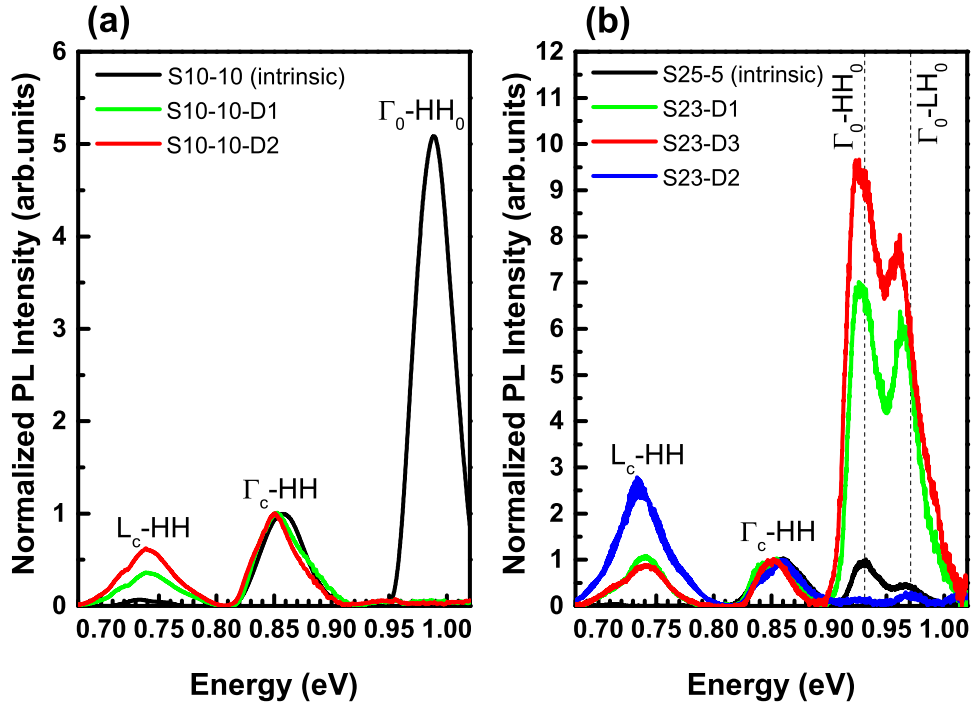 (a)
Normalized PL Intensity (arb.units)
6
5
4
3
2
1
0
S10-10 (intrinsic)
S10-10-D1
S10-10-D2
Γ0-HH0
Γc-HH
Lc-HH
0.70 0.75 0.80 0.85 0.90 0.95 1.00
Energy (eV)
(b)
Normalized PL Intensity (arb.units)
12
11
10
9
8
7
6
5
4
3
2
1
0
S25-5 (intrinsic)
S23-D1
S23-D3
S23-D2
Γ0-HH0
Γ0-LH0
Lc-HH
Γc-HH
0.70 0.75 0.80 0.85 0.90 0.95 1.00
Energy (eV)